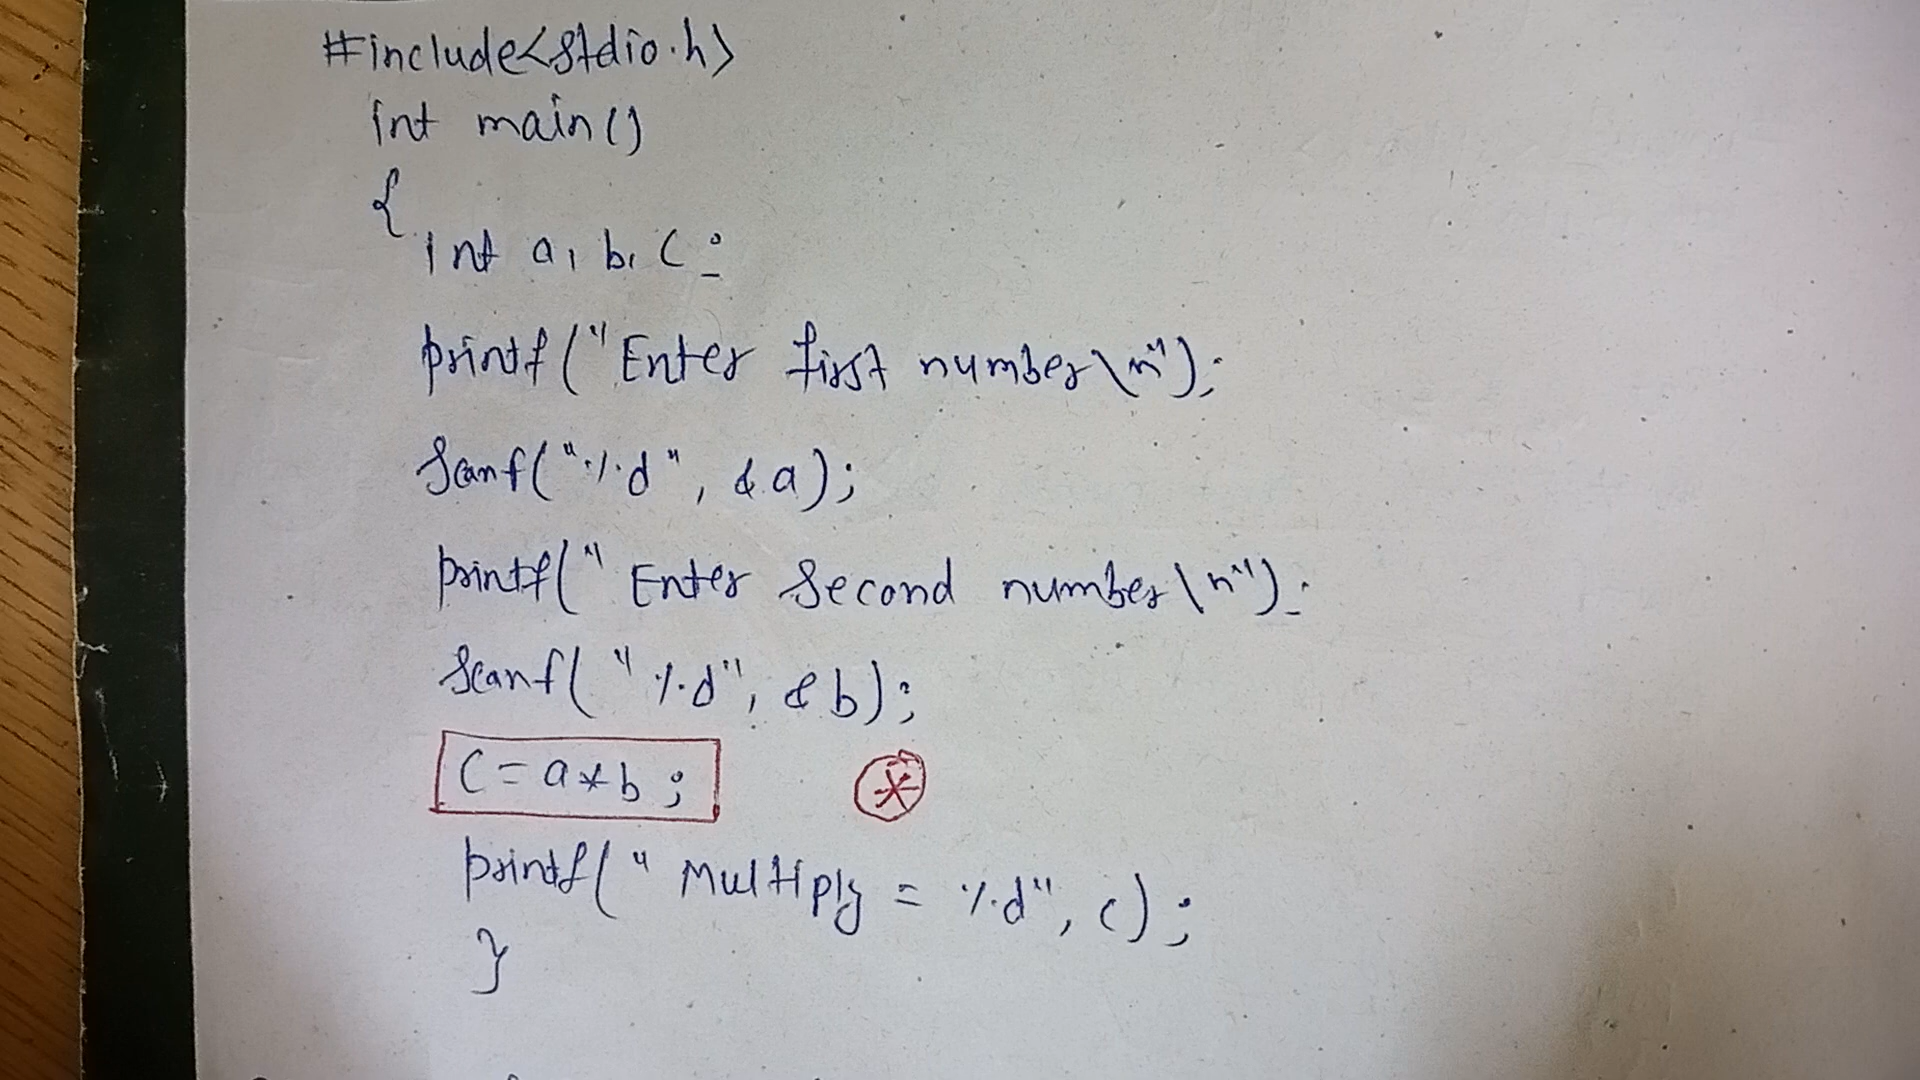 #include<stdio.h>
int main()
{
int a, b, c;
printf("Enter first number\n");
Scanf("%d", &a);
printf("Enter Second number\n");
Scanf("%d", &b);
c = a*b; *
printf("Multiply = %d", c);
}